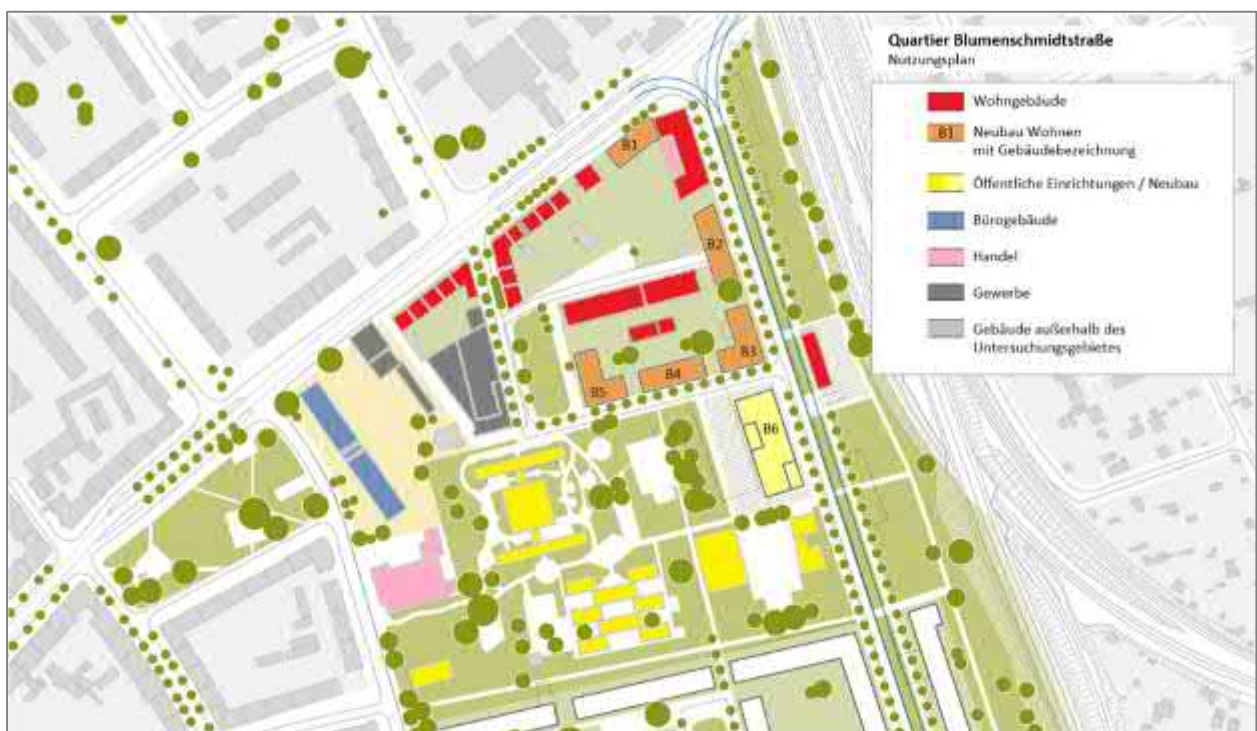 Quartier Blumenschmidtstraße
Nutzungsplan
Wohngebäude
B1
Neubau Wohnen
mit Gebäudebezeichnung
Öffentliche Einrichtungen / Neubau
Bürogebäude
Handel
Gewerbe
Gebäude außerhalb des
Untersuchungsgebietes
B1
B2
B3
B4
B5
B6